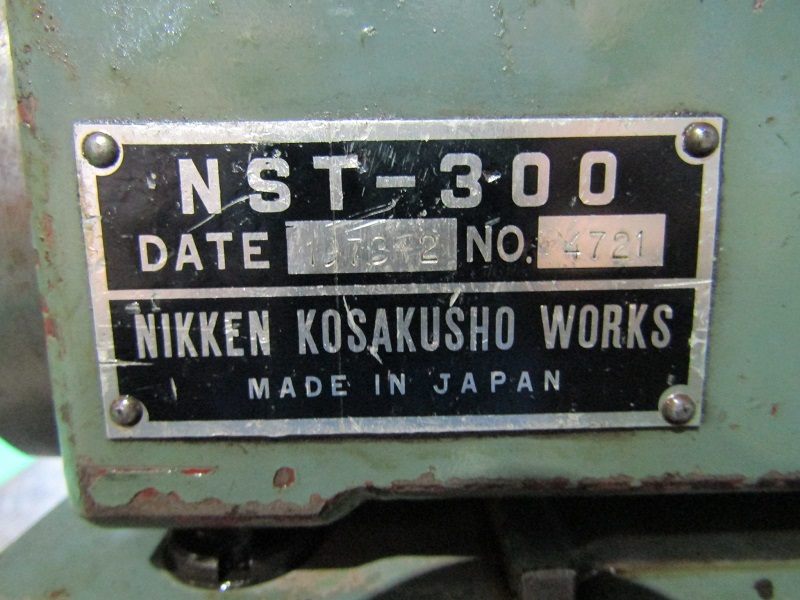 NST-300
DATE NO. 4721
NIKKEN KOSAKUSHO WORKS
MADE IN JAPAN